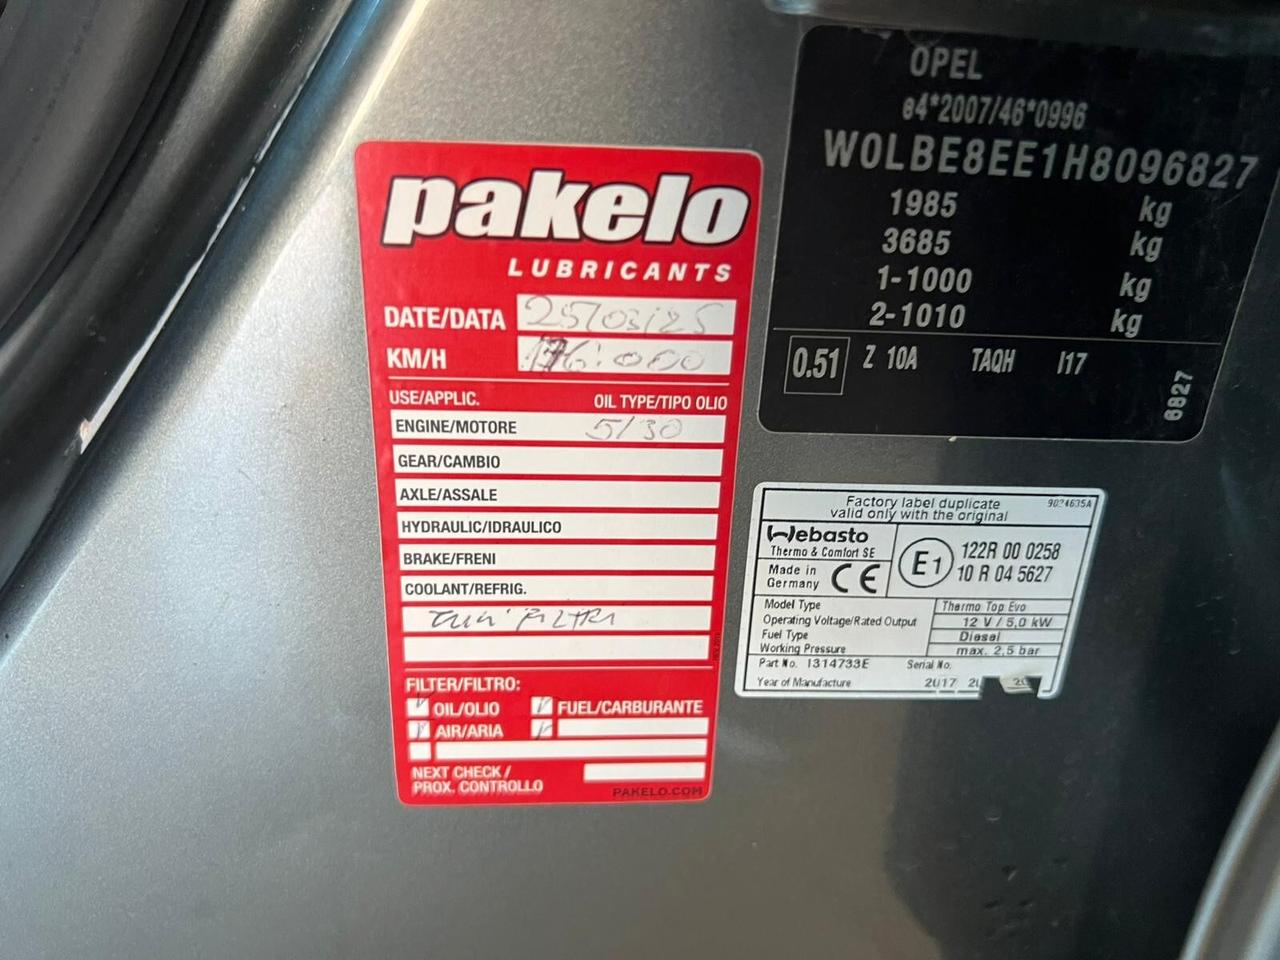 pakelo
LUBRICANTS
DATE/DATA 25/03/25
KM/H 176.000
USE/APPLIC. OIL TYPE/TIPO OLIO
ENGINE/MOTORE 5/30
GEAR/CAMBIO
AXLE/ASSALE
HYDRAULIC/IDRAULICO
BRAKE/FRENI
COOLANT/REFRIG.
FILTRI
FILTER/FILTRO:
OIL/OLIO FUEL/CARBURANTE
AIR/ARIA
NEXT CHECK/
PROX. CONTROLLO
PAKELO.COM
OPEL
e4*2007/46*0996
W0LBE8EE1H8096827
1985 kg
3685 kg
1-1000 kg
2-1010 kg
0.51 Z 10A TAQH I17
6827
Factory label duplicate
valid only with the original
9024635A
Webasto
Thermo & Comfort SE
Made in
Germany
CE
E1
122R 00 0258
10 R 04 5627
Model Type Thermo Top Evo
Operating Voltage/Rated Output 12 V / 5,0 kW
Fuel Type Diesel
Working Pressure max. 2,5 bar
Part No. 1314733E Serial No.
Year of Manufacture 2017